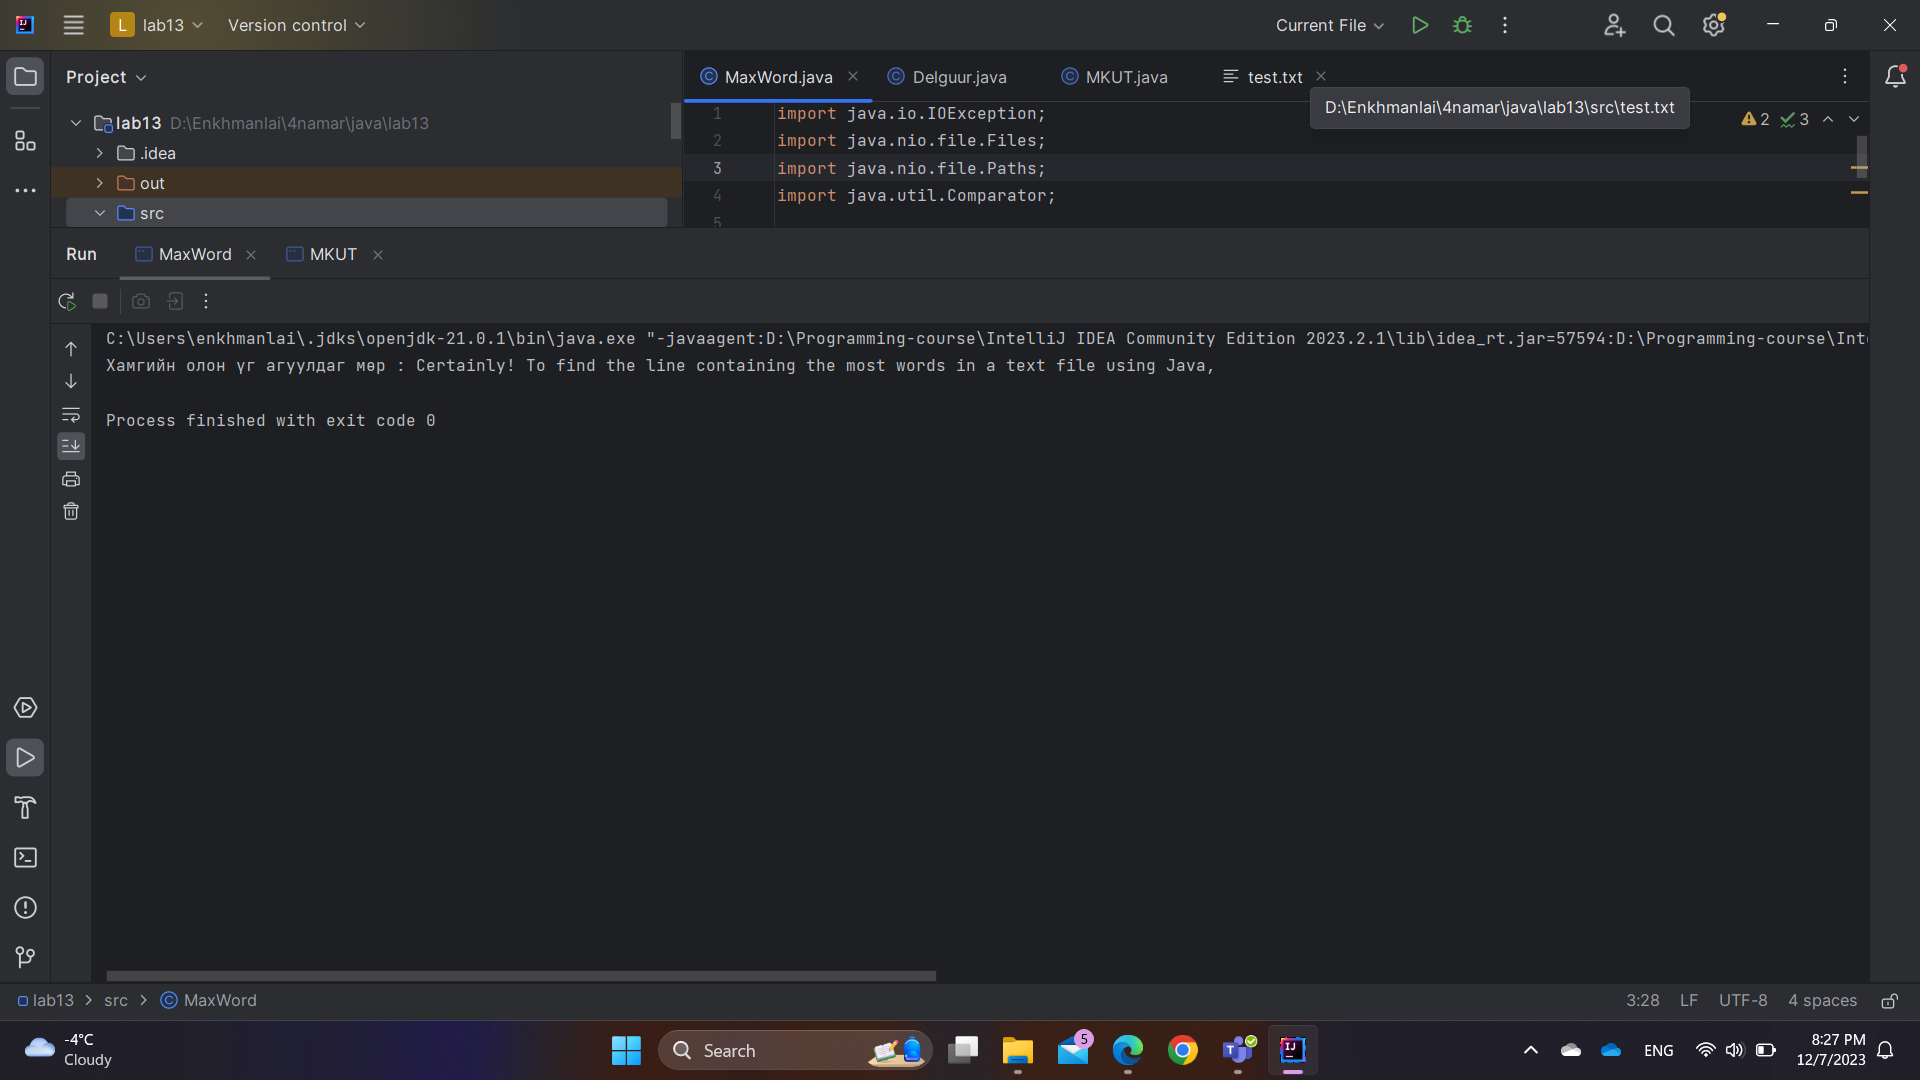 L lab13 Version control Current File
Project
MaxWord.java Delguur.java MKUT.java test.txt
D:\Enkhmanlai\4namar\java\lab13\src\test.txt
lab13 D:\Enkhmanlai\4namar\java\lab13
.idea
out
src
1 import java.io.IOException;
2 import java.nio.file.Files;
3 import java.nio.file.Paths;
4 import java.util.Comparator;
5
2 3
Run MaxWord MKUT
C:\Users\enkhmanlai\.jdks\openjdk-21.0.1\bin\java.exe "-javaagent:D:\Programming-course\IntelliJ IDEA Community Edition 2023.2.1\lib\idea_rt.jar=57594:D:\Programming-course\Int
Хамгийн олон үг агуулдаг мөр : Certainly! To find the line containing the most words in a text file using Java,
Process finished with exit code 0
lab13 > src > MaxWord
3:28 LF UTF-8 4 spaces
-4°C
Cloudy
Search
5
ENG
8:27 PM
12/7/2023